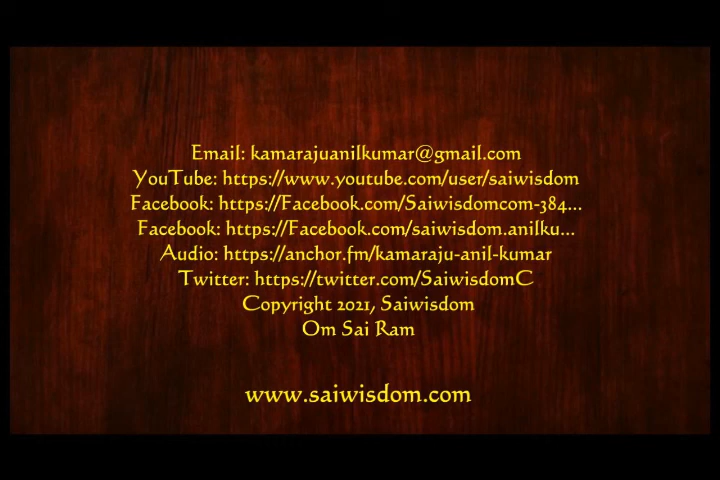 Email: kamarajuanilkumar@gmail.com
YouTube: https://www.youtube.com/user/saiwisdom
Facebook: https://Facebook.com/Saiwisdomcom-384...
Facebook: https://Facebook.com/saiwisdom.anilku...
Audio: https://anchor.fm/kamaraju-anil-kumar
Twitter: https://twitter.com/SaiwisdomC
Copyright 2021, Saiwisdom
Om Sai Ram
www.saiwisdom.com